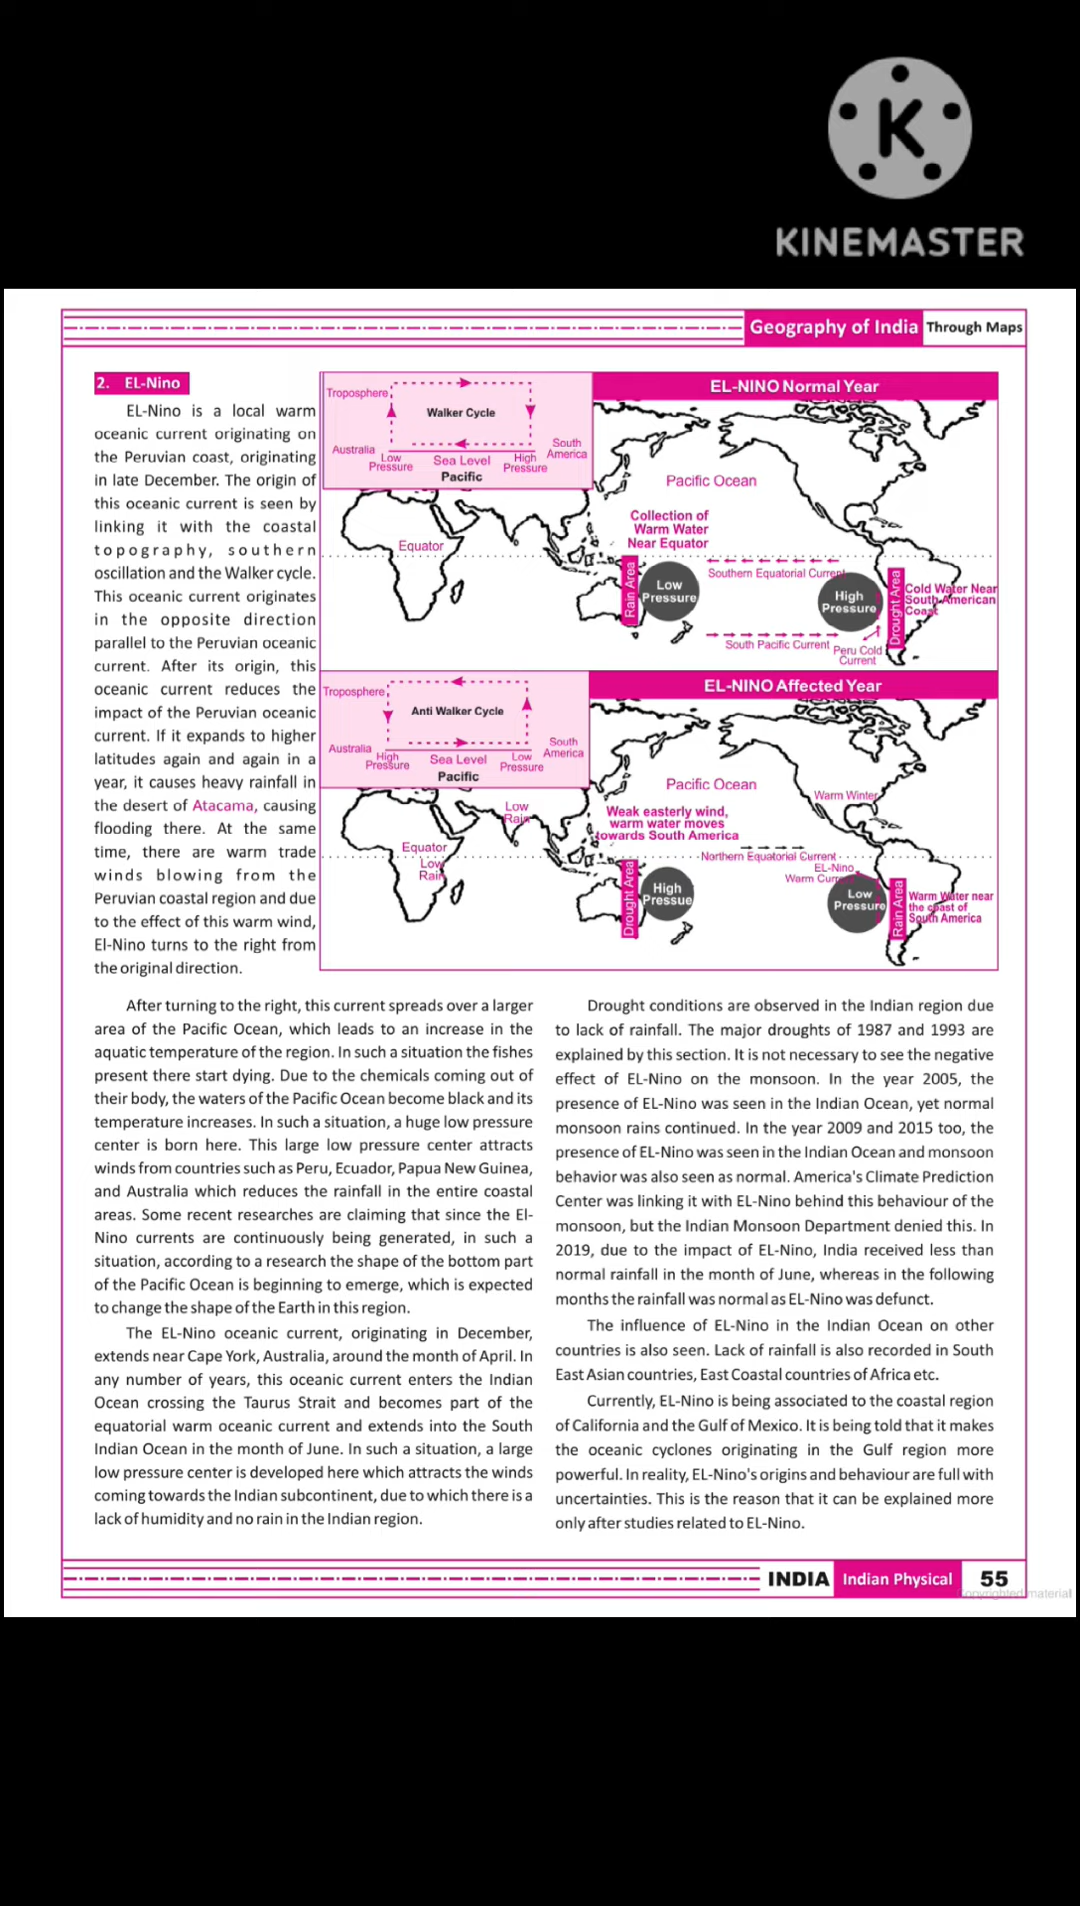 KINEMASTER
Geography of India Through Maps
2. EL-Nino
EL-Nino is a local warm
oceanic current originating on
the Peruvian coast, originating
in late December. The origin of
this oceanic current is seen by
linking it with the coastal
topography, southern
oscillation and the Walker cycle.
This oceanic current originates
in the opposite direction
parallel to the Peruvian oceanic
current. After its origin, this
oceanic current reduces the
impact of the Peruvian oceanic
current. If it expands to higher
latitudes again and again in a
year, it causes heavy rainfall in
the desert of Atacama, causing
flooding there. At the same
time, there are warm trade
winds blowing from the
Peruvian coastal region and due
to the effect of this warm wind,
El-Nino turns to the right from
the original direction.
EL-NINO Normal Year
Troposphere
Walker Cycle
Australia
Low
Pressure
Sea Level
Pacific
High
Pressure
South
America
Pacific Ocean
Collection of
Warm Water
Near Equator
Equator
Southern Equatorial Current
Rain Area
Low
Pressure
High
Pressure
Drought Area
Cold Water Near
South American
Coast
South Pacific Current
Peru Cold
Current
EL-NINO Affected Year
Troposphere
Anti Walker Cycle
Australia
High
Pressure
Sea Level
Pacific
Low
Pressure
South
America
Pacific Ocean
Warm Winter
Low
Rain
Weak easterly wind,
warm water moves
towards South America
Equator
Low
Rain
Northern Equatorial Current
EL-Nino
Warm Current
Drought Area
High
Pressue
Low
Pressure
Rain Area
Warm Water near
the coast of
South America
After turning to the right, this current spreads over a larger
area of the Pacific Ocean, which leads to an increase in the
aquatic temperature of the region. In such a situation the fishes
present there start dying. Due to the chemicals coming out of
their body, the waters of the Pacific Ocean become black and its
temperature increases. In such a situation, a huge low pressure
center is born here. This large low pressure center attracts
winds from countries such as Peru, Ecuador, Papua New Guinea,
and Australia which reduces the rainfall in the entire coastal
areas. Some recent researches are claiming that since the El-
Nino currents are continuously being generated, in such a
situation, according to a research the shape of the bottom part
of the Pacific Ocean is beginning to emerge, which is expected
to change the shape of the Earth in this region.
The EL-Nino oceanic current, originating in December,
extends near Cape York, Australia, around the month of April. In
any number of years, this oceanic current enters the Indian
Ocean crossing the Taurus Strait and becomes part of the
equatorial warm oceanic current and extends into the South
Indian Ocean in the month of June. In such a situation, a large
low pressure center is developed here which attracts the winds
coming towards the Indian subcontinent, due to which there is a
lack of humidity and no rain in the Indian region.
Drought conditions are observed in the Indian region due
to lack of rainfall. The major droughts of 1987 and 1993 are
explained by this section. It is not necessary to see the negative
effect of EL-Nino on the monsoon. In the year 2005, the
presence of EL-Nino was seen in the Indian Ocean, yet normal
monsoon rains continued. In the year 2009 and 2015 too, the
presence of EL-Nino was seen in the Indian Ocean and monsoon
behavior was also seen as normal. America's Climate Prediction
Center was linking it with EL-Nino behind this behaviour of the
monsoon, but the Indian Monsoon Department denied this. In
2019, due to the impact of EL-Nino, India received less than
normal rainfall in the month of June, whereas in the following
months the rainfall was normal as EL-Nino was defunct.
The influence of EL-Nino in the Indian Ocean on other
countries is also seen. Lack of rainfall is also recorded in South
East Asian countries, East Coastal countries of Africa etc.
Currently, EL-Nino is being associated to the coastal region
of California and the Gulf of Mexico. It is being told that it makes
the oceanic cyclones originating in the Gulf region more
powerful. In reality, EL-Nino's origins and behaviour are full with
uncertainties. This is the reason that it can be explained more
only after studies related to EL-Nino.
INDIA Indian Physical 55
Copyrighted material